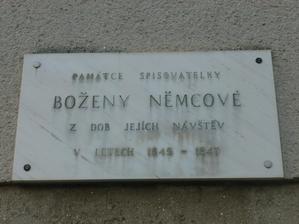 PAMÁTCE SPISOVATELKY
BOŽENY NĚMCOVÉ
Z DOB JEJÍCH NÁVŠTĚV
V LETECH 1845 - 1847